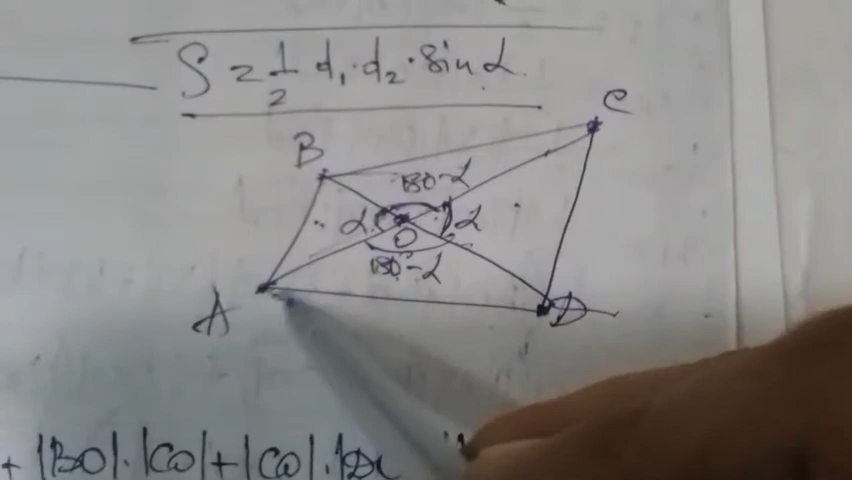 S = 1/2 d₁·d₂·sin α
C
B
180-α
α α
O
180°-α
A D
+ |BO|·|CO|+|CO|·|DO